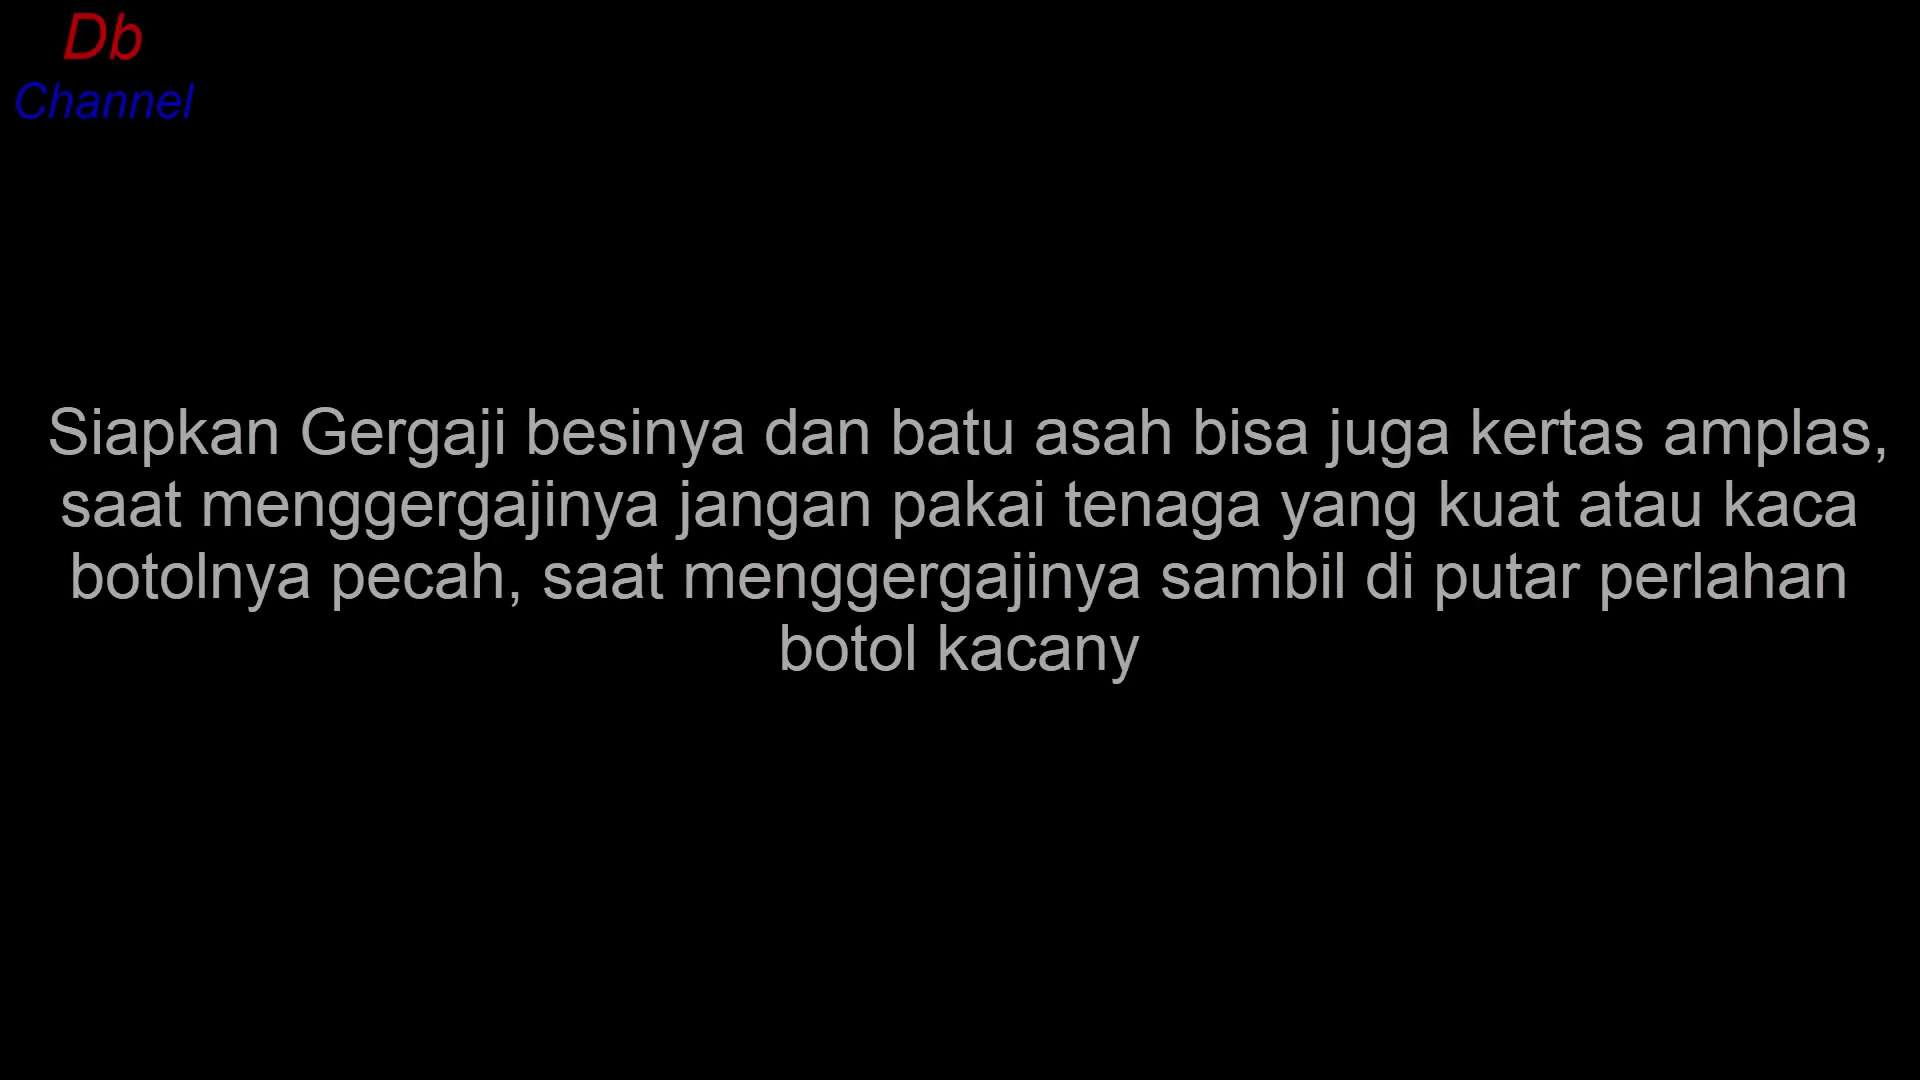 Db
Channel
Siapkan Gergaji besinya dan batu asah bisa juga kertas amplas,
saat menggergajinya jangan pakai tenaga yang kuat atau kaca
botolnya pecah, saat menggergajinya sambil di putar perlahan
botol kacany